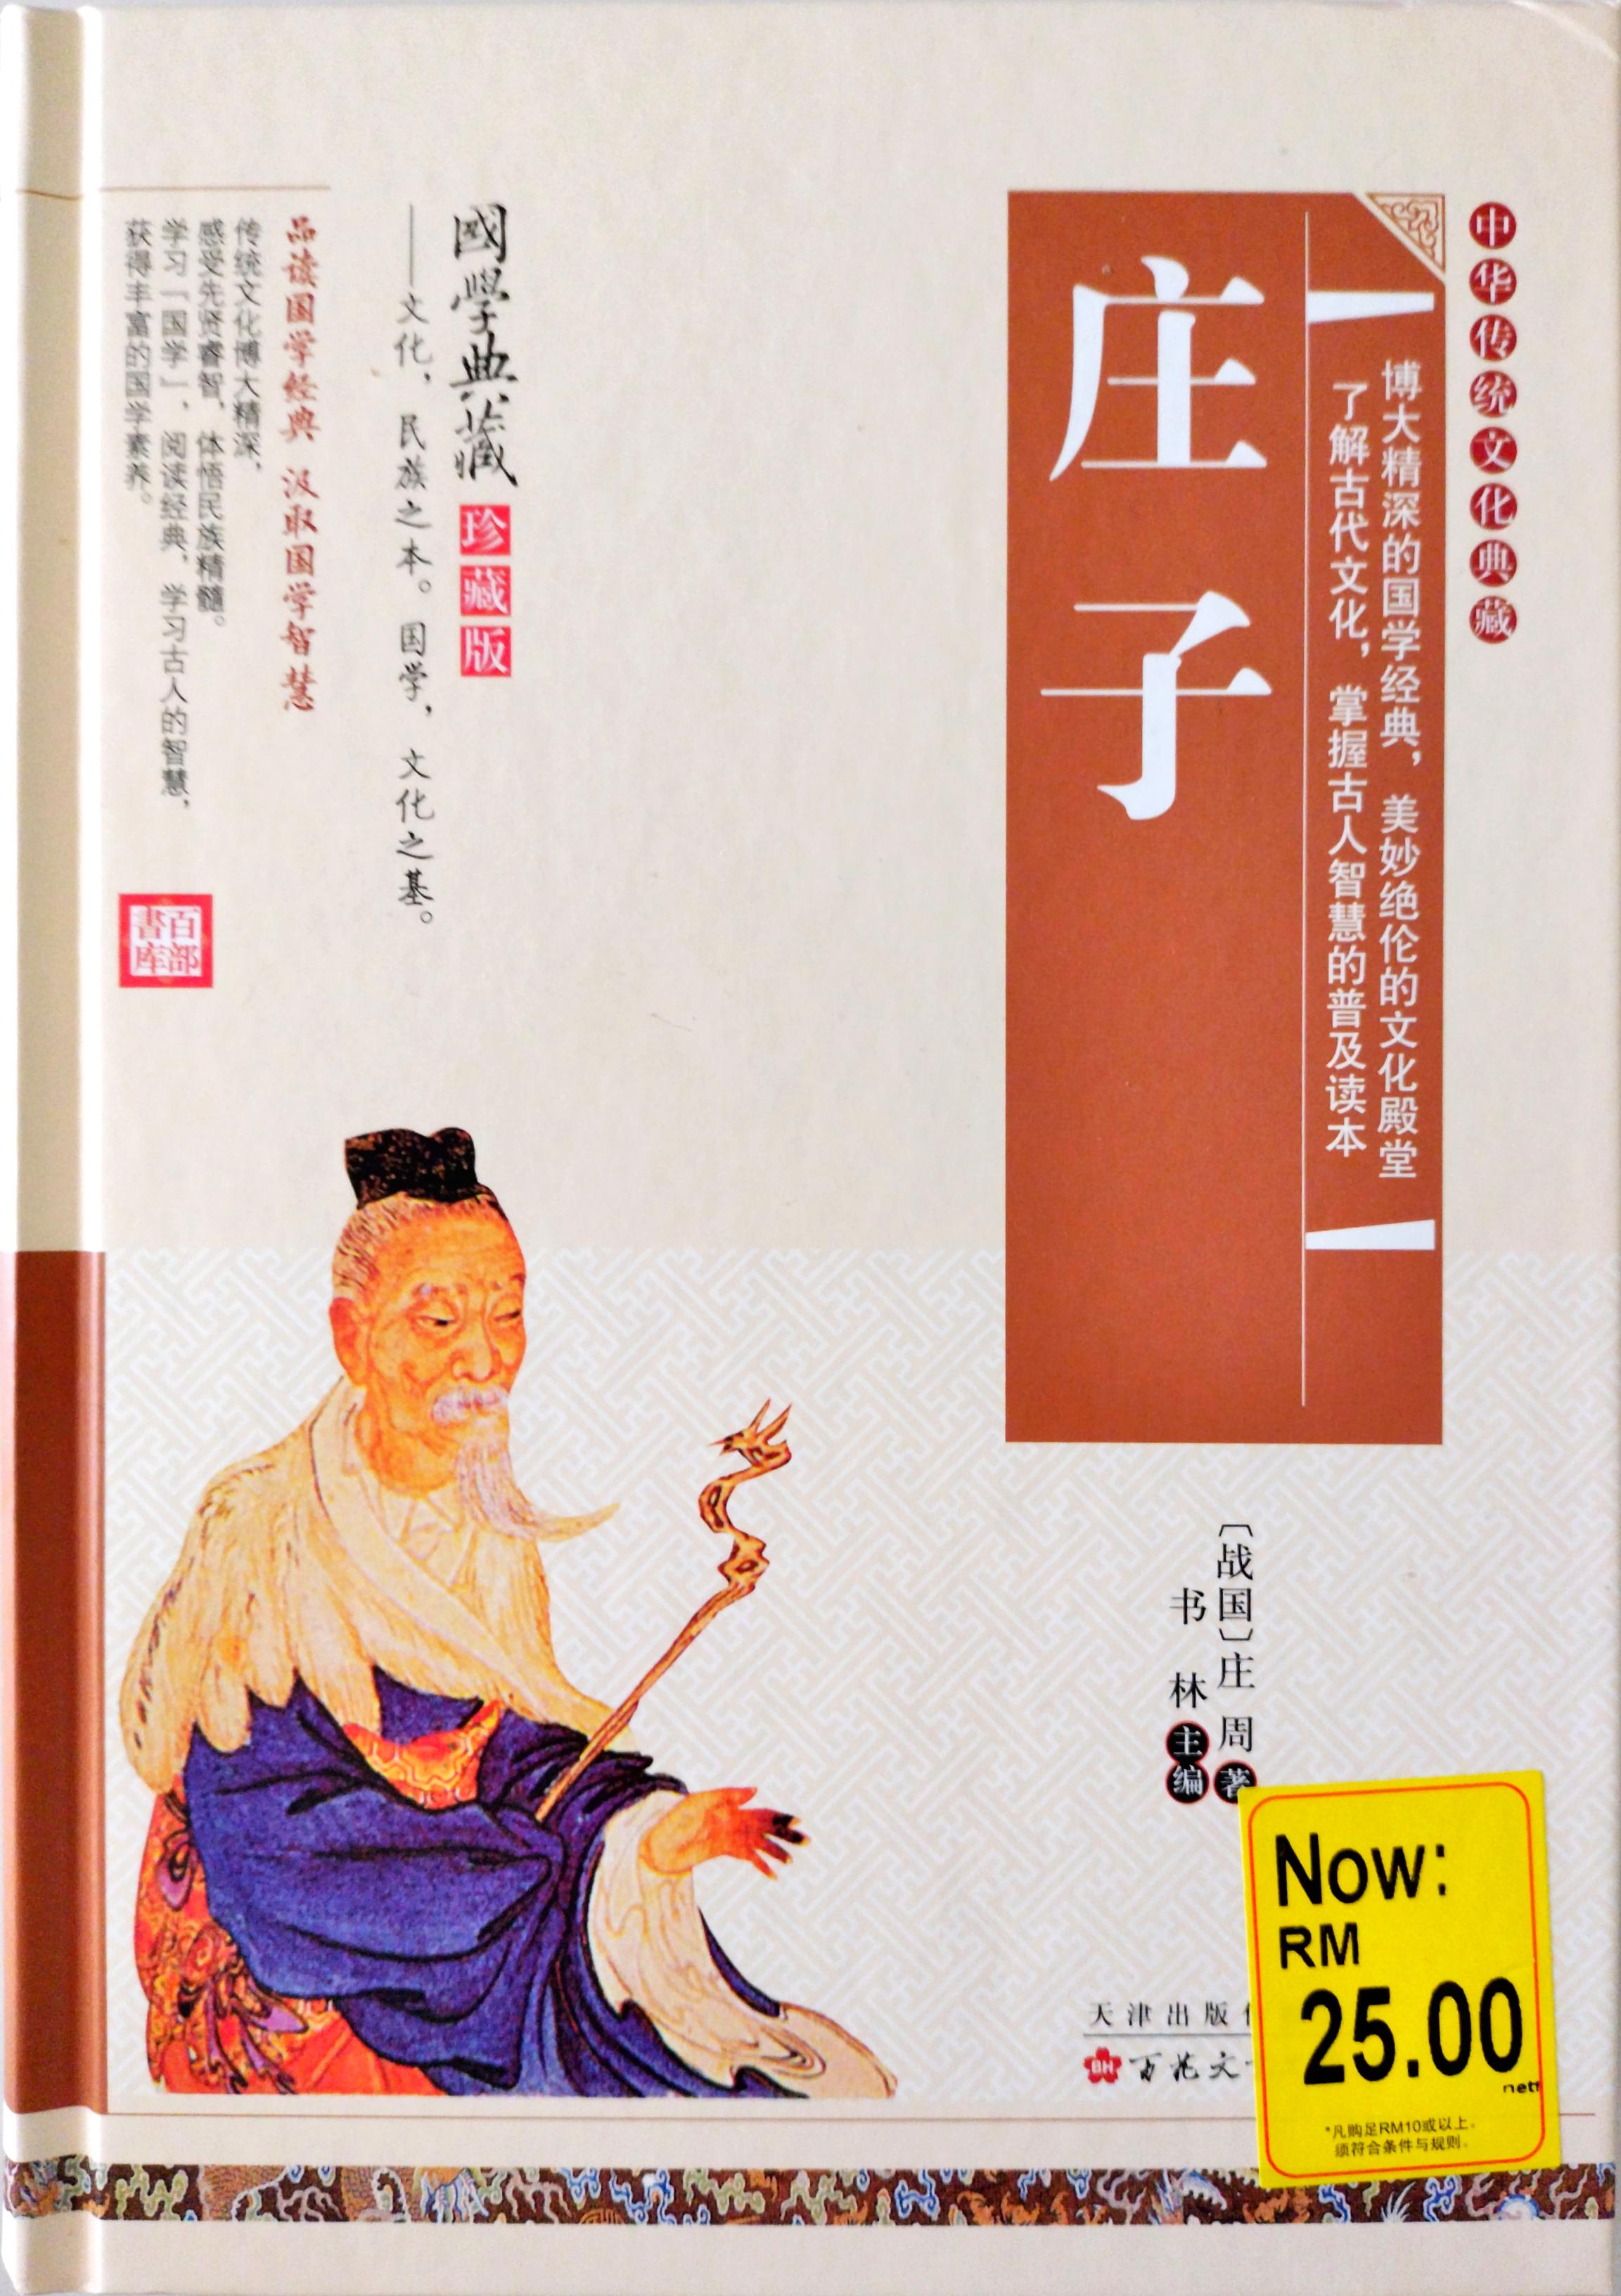 中华传统文化典藏
博大精深的国学经典，美妙绝伦的文化殿堂
了解古代文化，掌握古人智慧的普及读本
庄子
國學典藏
珍藏版
——文化，民族之本。国学，文化之基。
品读国学经典 汲取国学智慧
传统文化博大精深，
感受先贤睿智，体悟民族精髓。
学习「国学」，阅读经典，学习古人的智慧，
获得丰富的国学素养。
百部
書库
〔战国〕庄周 著
书林 主编
天津出版
BH 百花文
Now:
RM
25.00
nett
*凡购足RM10或以上。
须符合条件与规则。